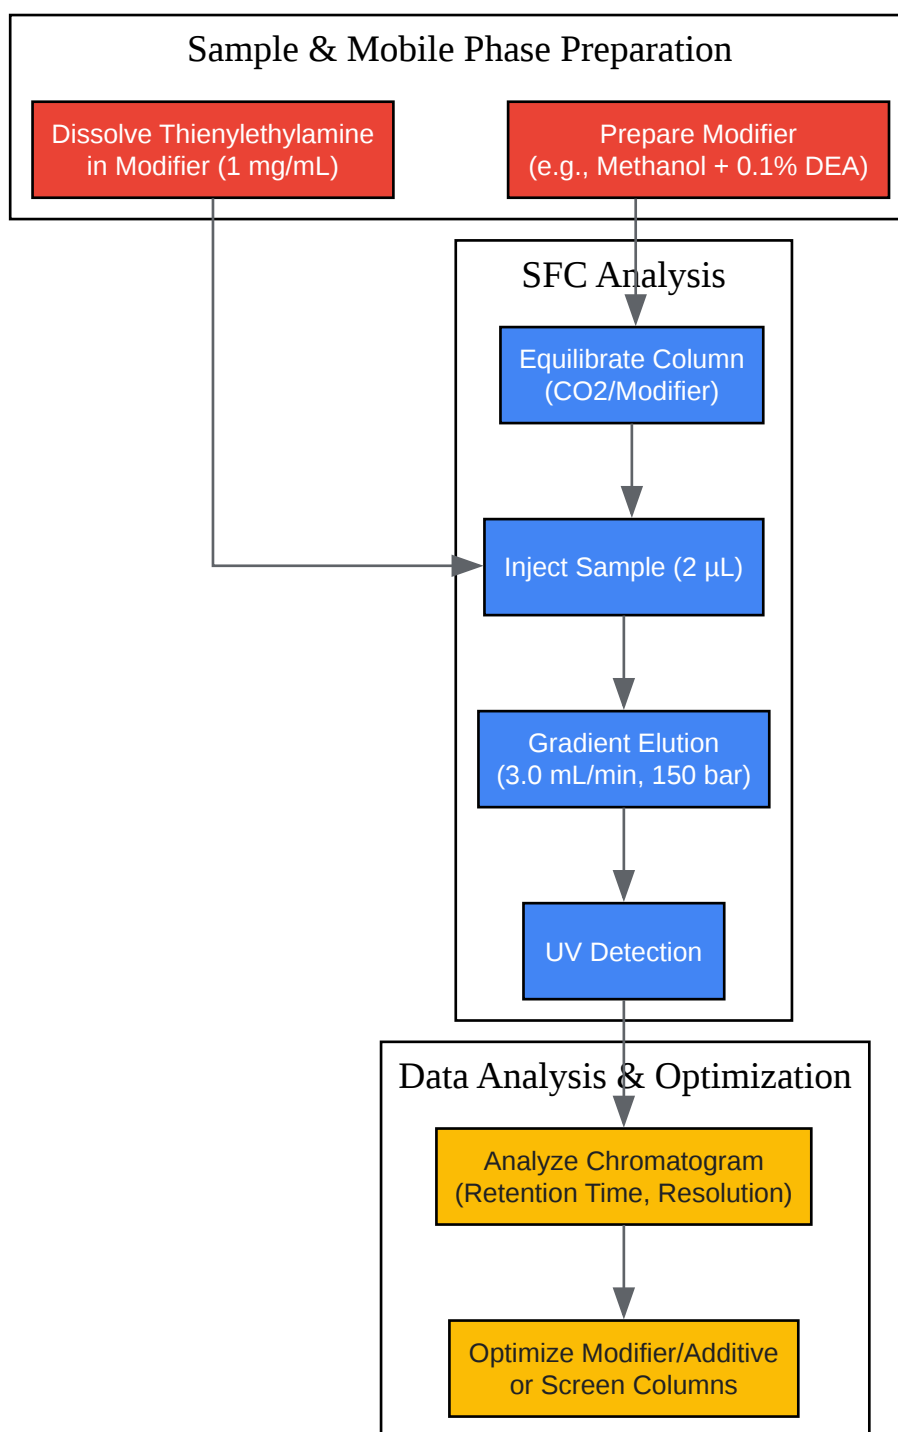 Sample & Mobile Phase Preparation
Dissolve Thienylethylamine
in Modifier (1 mg/mL)
Prepare Modifier
(e.g., Methanol + 0.1% DEA)
SFC Analysis
Equilibrate Column
(CO2/Modifier)
Inject Sample (2 µL)
Gradient Elution
(3.0 mL/min, 150 bar)
UV Detection
Data Analysis & Optimization
Analyze Chromatogram
(Retention Time, Resolution)
Optimize Modifier/Additive
or Screen Columns